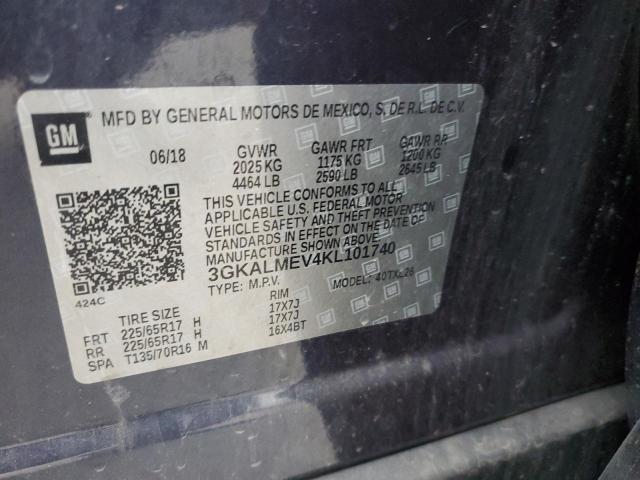 GM
MFD BY GENERAL MOTORS DE MEXICO, S. DE R.L. DE C.V.
06/18 GVWR GAWR FRT GAWR RR
2025 KG 1175 KG 1200 KG
4464 LB 2590 LB 2645 LB
THIS VEHICLE CONFORMS TO ALL
APPLICABLE U.S. FEDERAL MOTOR
VEHICLE SAFETY AND THEFT PREVENTION
STANDARDS IN EFFECT ON THE DATE OF
MANUFACTURE SHOWN ABOVE.
3GKALMEV4KL101740
TYPE: M.P.V. MODEL: 40TXL26
424C
TIRE SIZE RIM
FRT 225/65R17 H 17X7J
RR 225/65R17 H 17X7J
SPA T135/70R16 M 16X4BT